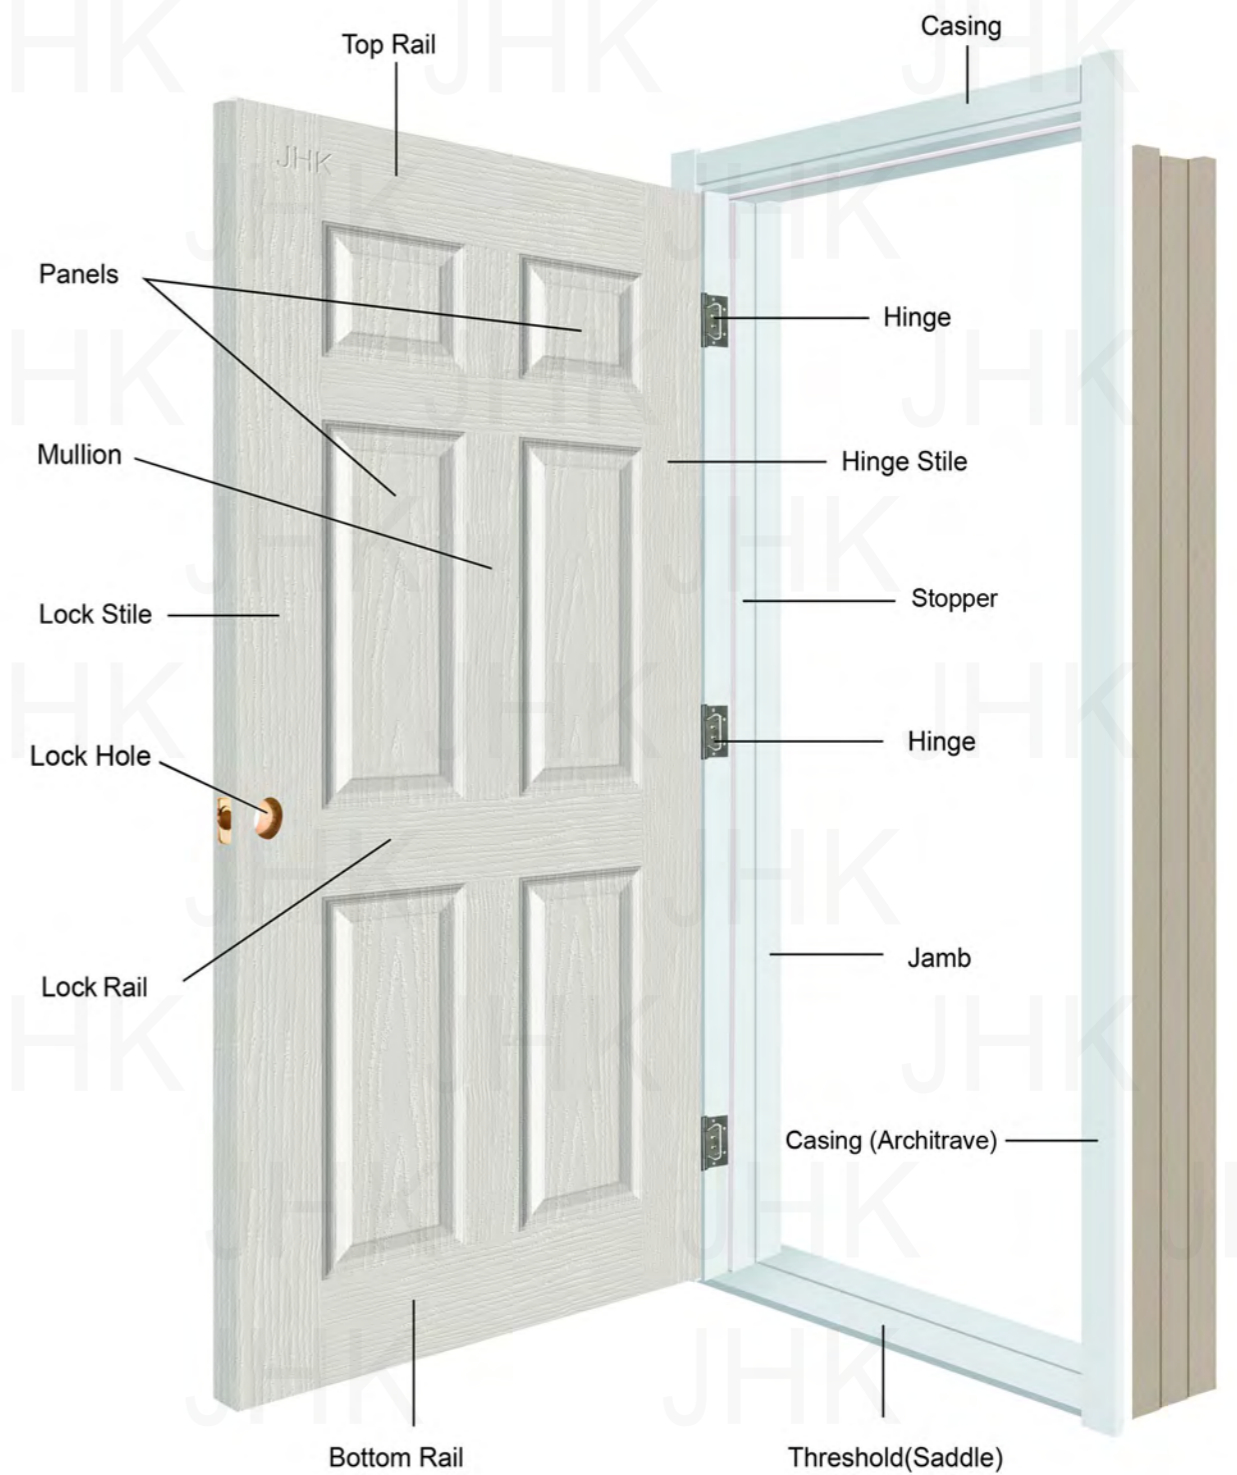 Casing
Top Rail
JHK
Panels
Hinge
Mullion
Hinge Stile
Stopper
Lock Stile
Hinge
Lock Hole
Jamb
Lock Rail
Casing (Architrave)
Bottom Rail
Threshold(Saddle)
JHK